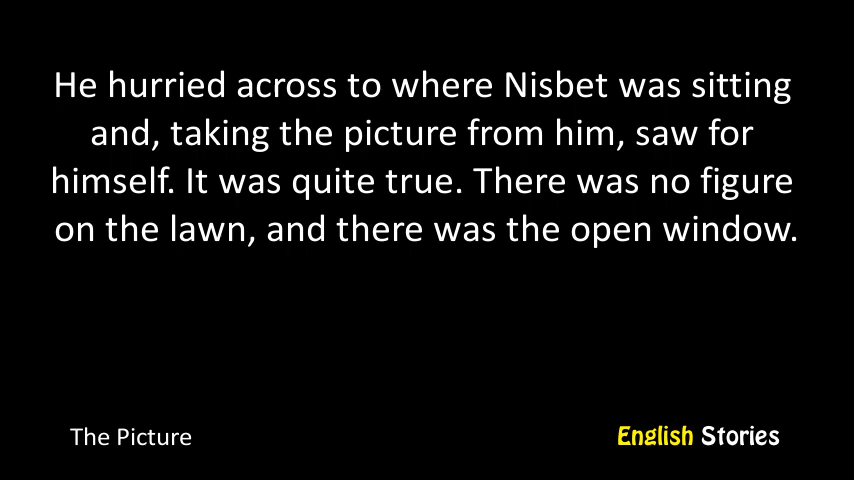 He hurried across to where Nisbet was sitting
and, taking the picture from him, saw for
himself. It was quite true. There was no figure
on the lawn, and there was the open window.
The Picture
English Stories